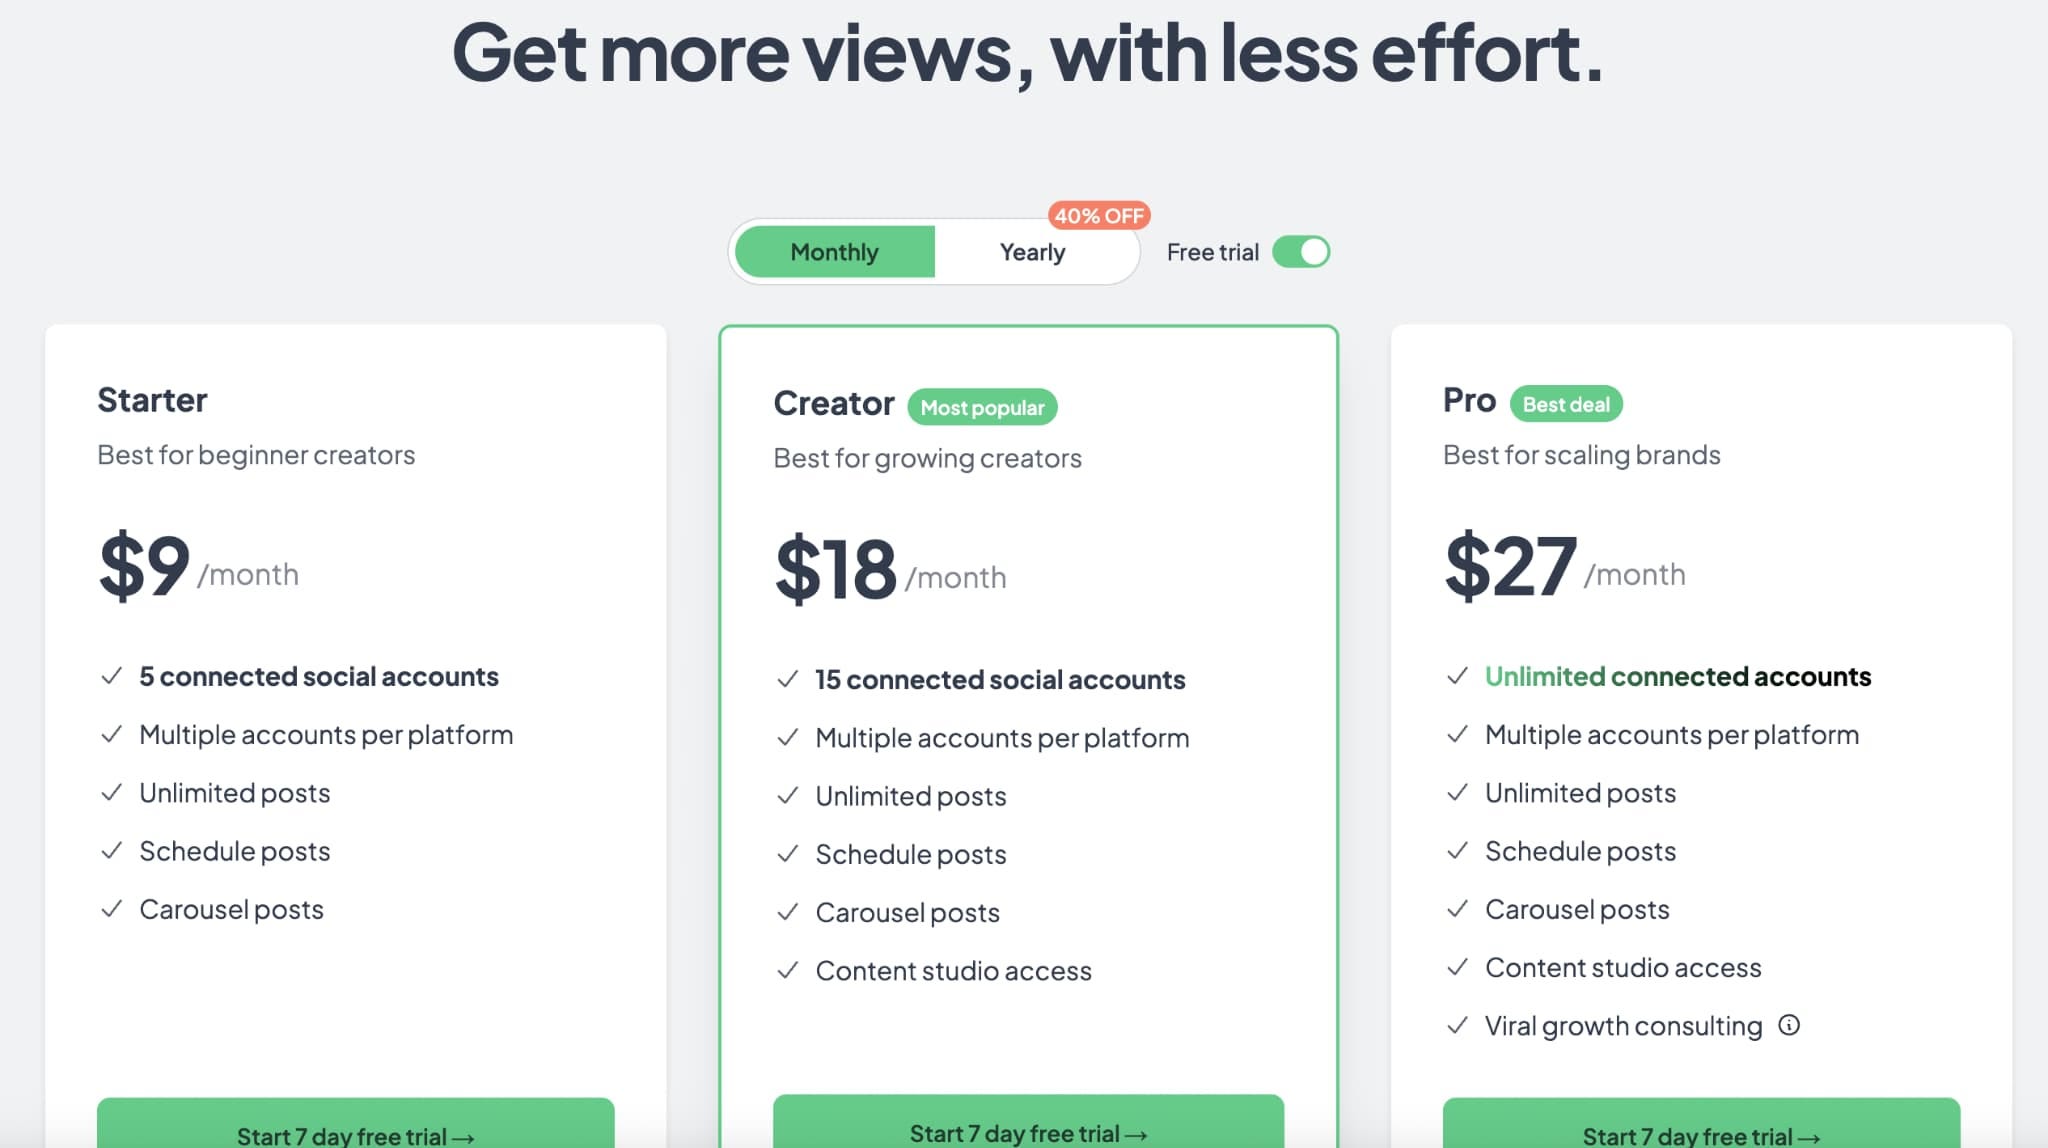 Get more views, with less effort.
40% OFF
Monthly
Yearly
Free trial
Starter
Best for beginner creators
$9 /month
5 connected social accounts
Multiple accounts per platform
Unlimited posts
Schedule posts
Carousel posts
Start 7 day free trial →
Creator Most popular
Best for growing creators
$18 /month
15 connected social accounts
Multiple accounts per platform
Unlimited posts
Schedule posts
Carousel posts
Content studio access
Start 7 day free trial →
Pro Best deal
Best for scaling brands
$27 /month
Unlimited connected accounts
Multiple accounts per platform
Unlimited posts
Schedule posts
Carousel posts
Content studio access
Viral growth consulting
Start 7 day free trial →